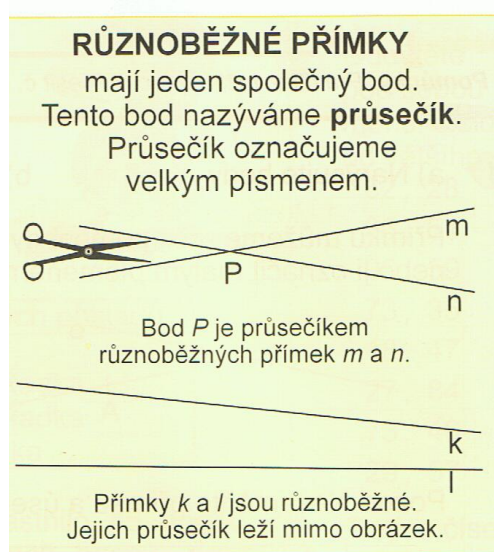 RŮZNOBĚŽNÉ PŘÍMKY
mají jeden společný bod.
Tento bod nazýváme průsečík.
Průsečík označujeme
velkým písmenem.
m
P
n
Bod P je průsečíkem
různoběžných přímek m a n.
k
l
Přímky k a l jsou různoběžné.
Jejich průsečík leží mimo obrázek.